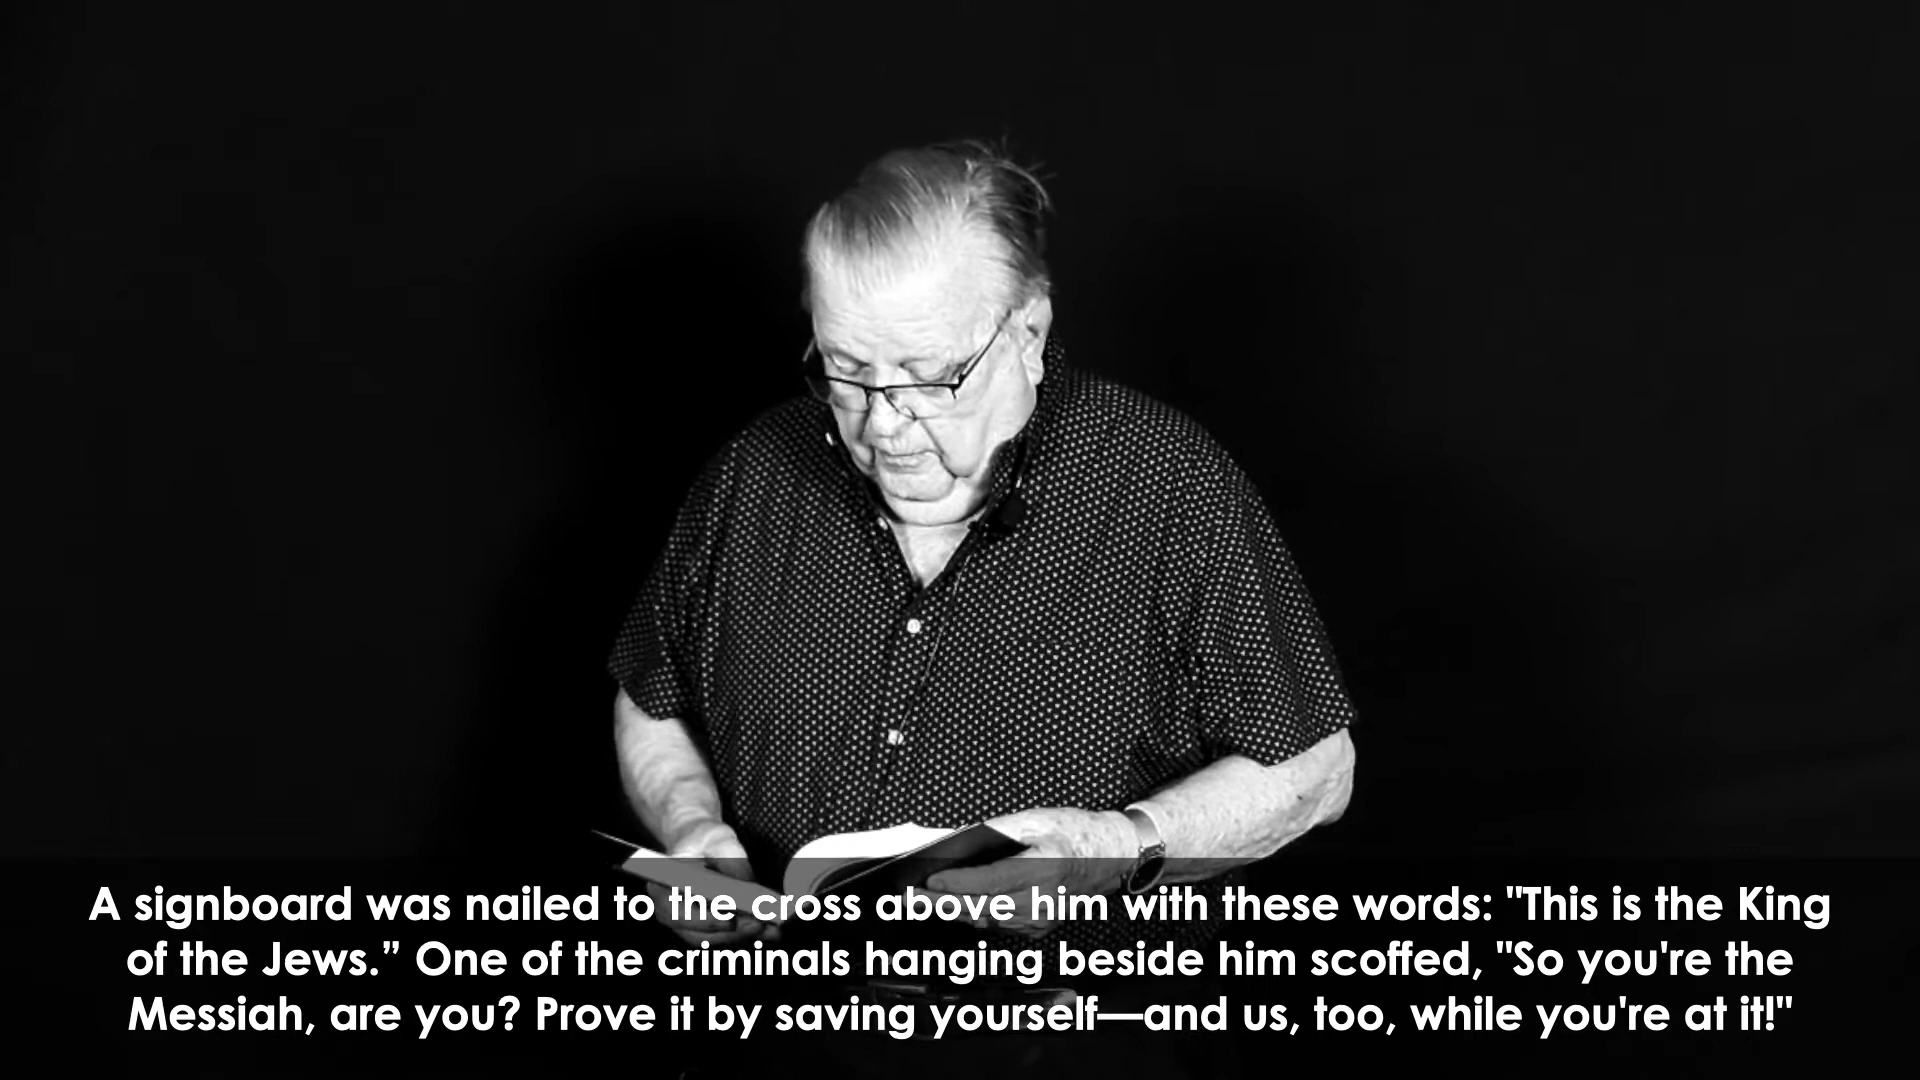 A signboard was nailed to the cross above him with these words: "This is the King
of the Jews.” One of the criminals hanging beside him scoffed, "So you're the
Messiah, are you? Prove it by saving yourself—and us, too, while you're at it!"